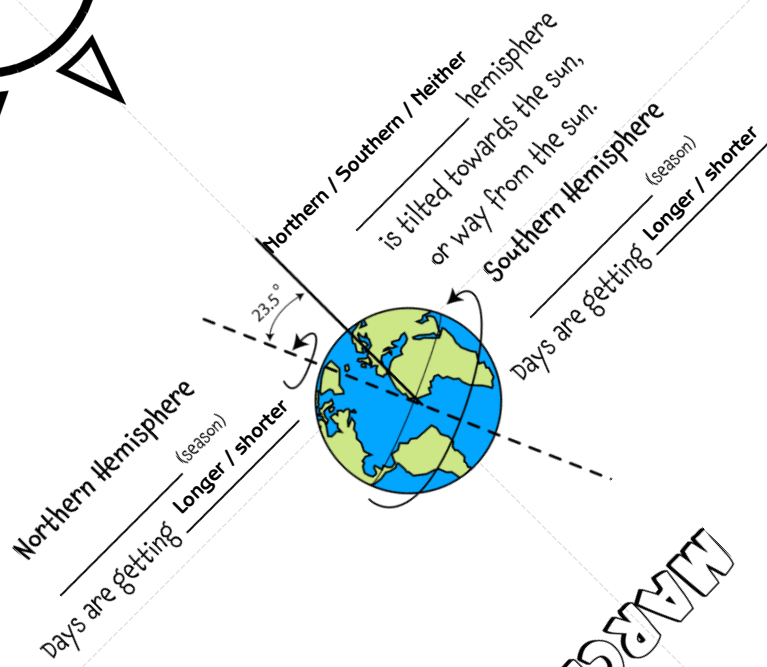 Northern / Southern / Neither
hemisphere
is tilted towards the sun,
or way from the sun.
Southern Hemisphere
(season)
Days are getting Longer / shorter
23.5°
Northern Hemisphere
(season)
Days are getting Longer / shorter